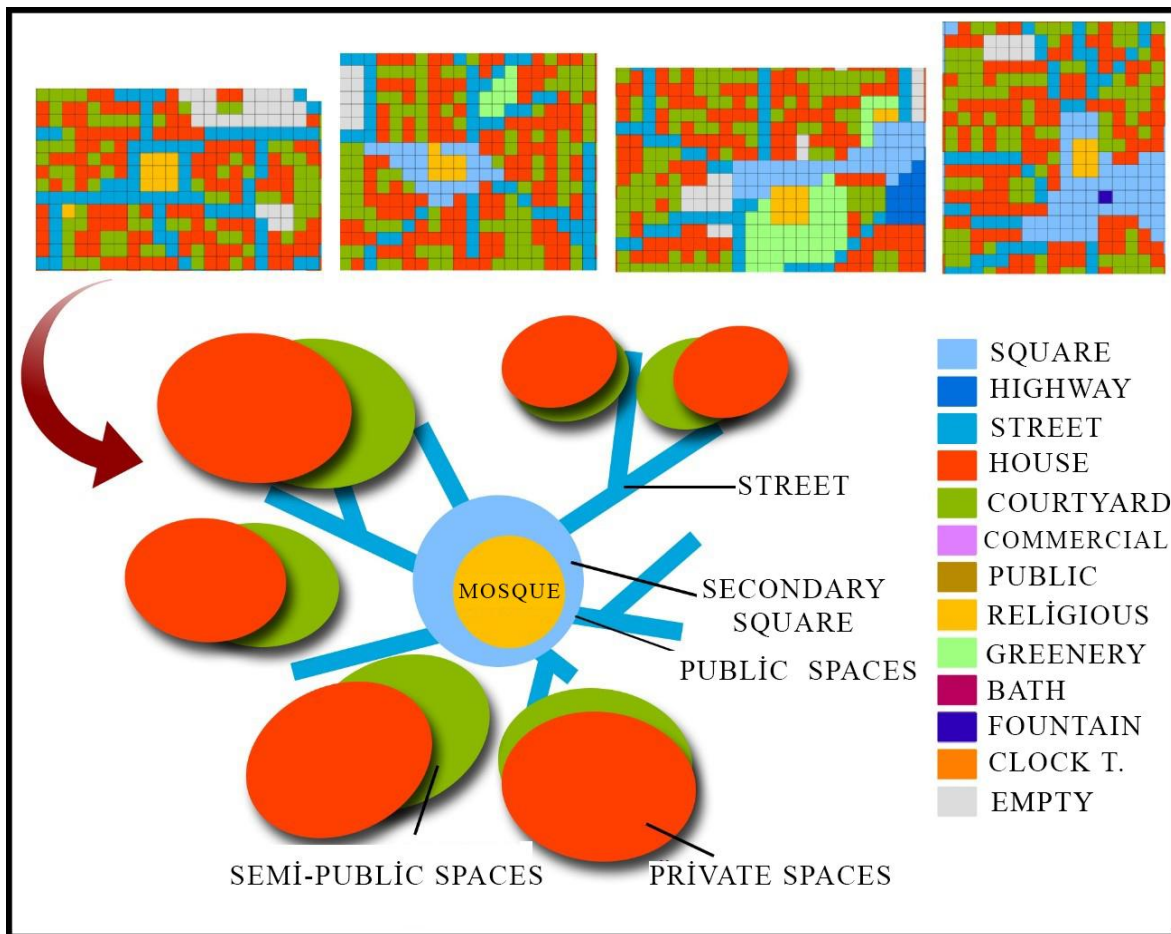 SQUARE
HIGHWAY
STREET
HOUSE
COURTYARD
COMMERCIAL
PUBLIC
RELİGIOUS
GREENERY
BATH
FOUNTAIN
CLOCK T.
EMPTY
STREET
MOSQUE
SECONDARY
SQUARE
PUBLİC SPACES
SEMİ-PUBLİC SPACES
PRİVATE SPACES